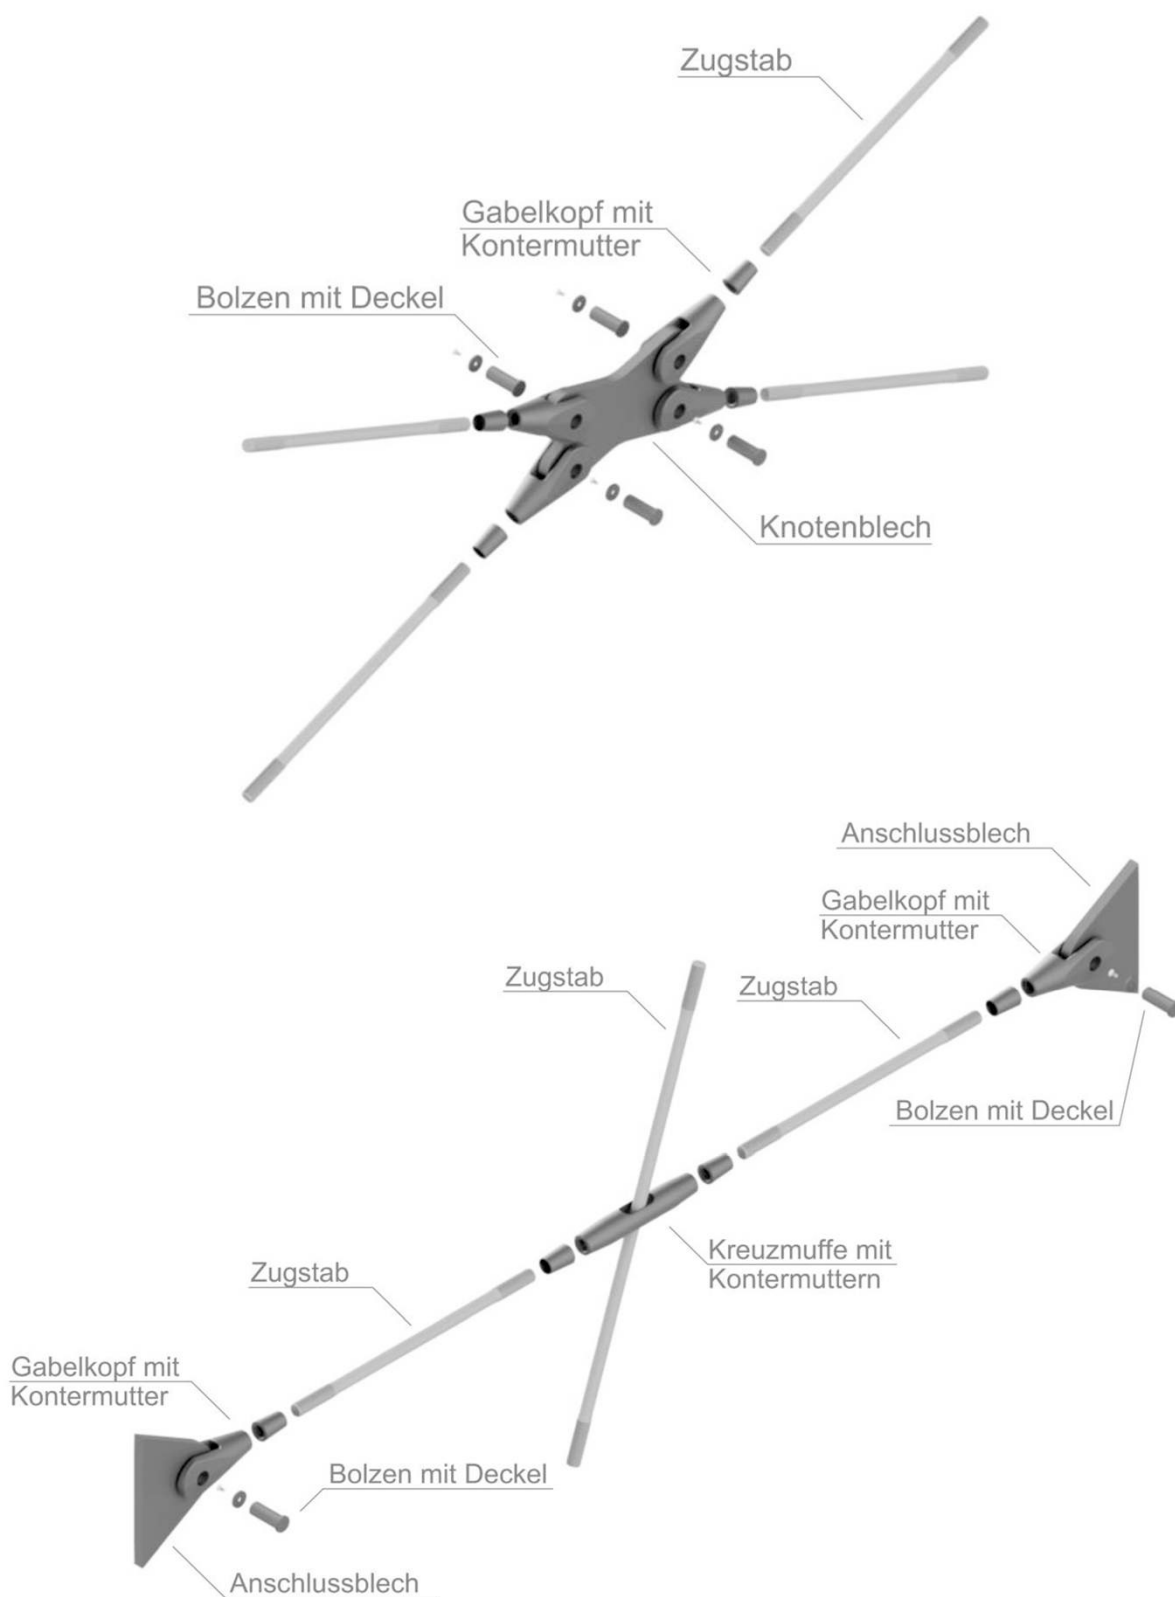 Zugstab
Gabelkopf mit
Kontermutter
Bolzen mit Deckel
Knotenblech
Anschlussblech
Gabelkopf mit
Kontermutter
Zugstab
Zugstab
Bolzen mit Deckel
Kreuzmuffe mit
Kontermuttern
Zugstab
Gabelkopf mit
Kontermutter
Bolzen mit Deckel
Anschlussblech